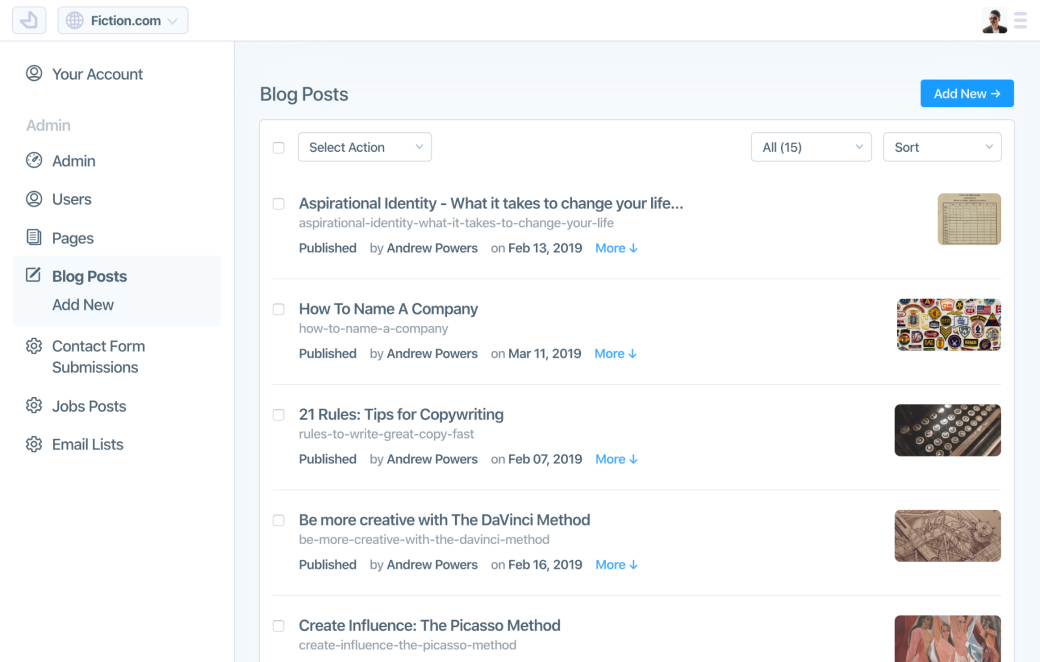 Fiction.com
Your Account
Admin
Admin
Users
Pages
Blog Posts
Add New
Contact Form
Submissions
Jobs Posts
Email Lists
Blog Posts
Add New →
Select Action
All (15)
Sort
Aspirational Identity - What it takes to change your life...
aspirational-identity-what-it-takes-to-change-your-life
Published by Andrew Powers on Feb 13, 2019 More ↓
How To Name A Company
how-to-name-a-company
Published by Andrew Powers on Mar 11, 2019 More ↓
21 Rules: Tips for Copywriting
rules-to-write-great-copy-fast
Published by Andrew Powers on Feb 07, 2019 More ↓
Be more creative with The DaVinci Method
be-more-creative-with-the-davinci-method
Published by Andrew Powers on Feb 16, 2019 More ↓
Create Influence: The Picasso Method
create-influence-the-picasso-method